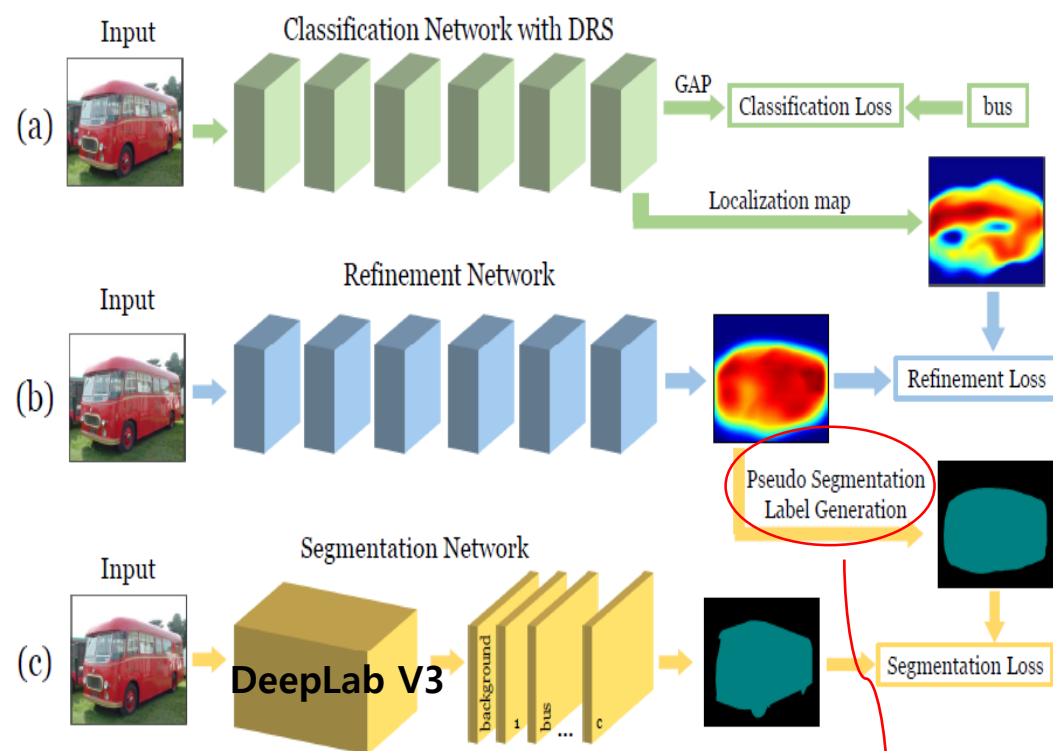 Input
Classification Network with DRS
(a)
GAP
Classification Loss
bus
Localization map
Input
Refinement Network
(b)
Refinement Loss
Pseudo Segmentation
Label Generation
Input
Segmentation Network
(c)
DeepLab V3
background
1
bus
...
c
Segmentation Loss